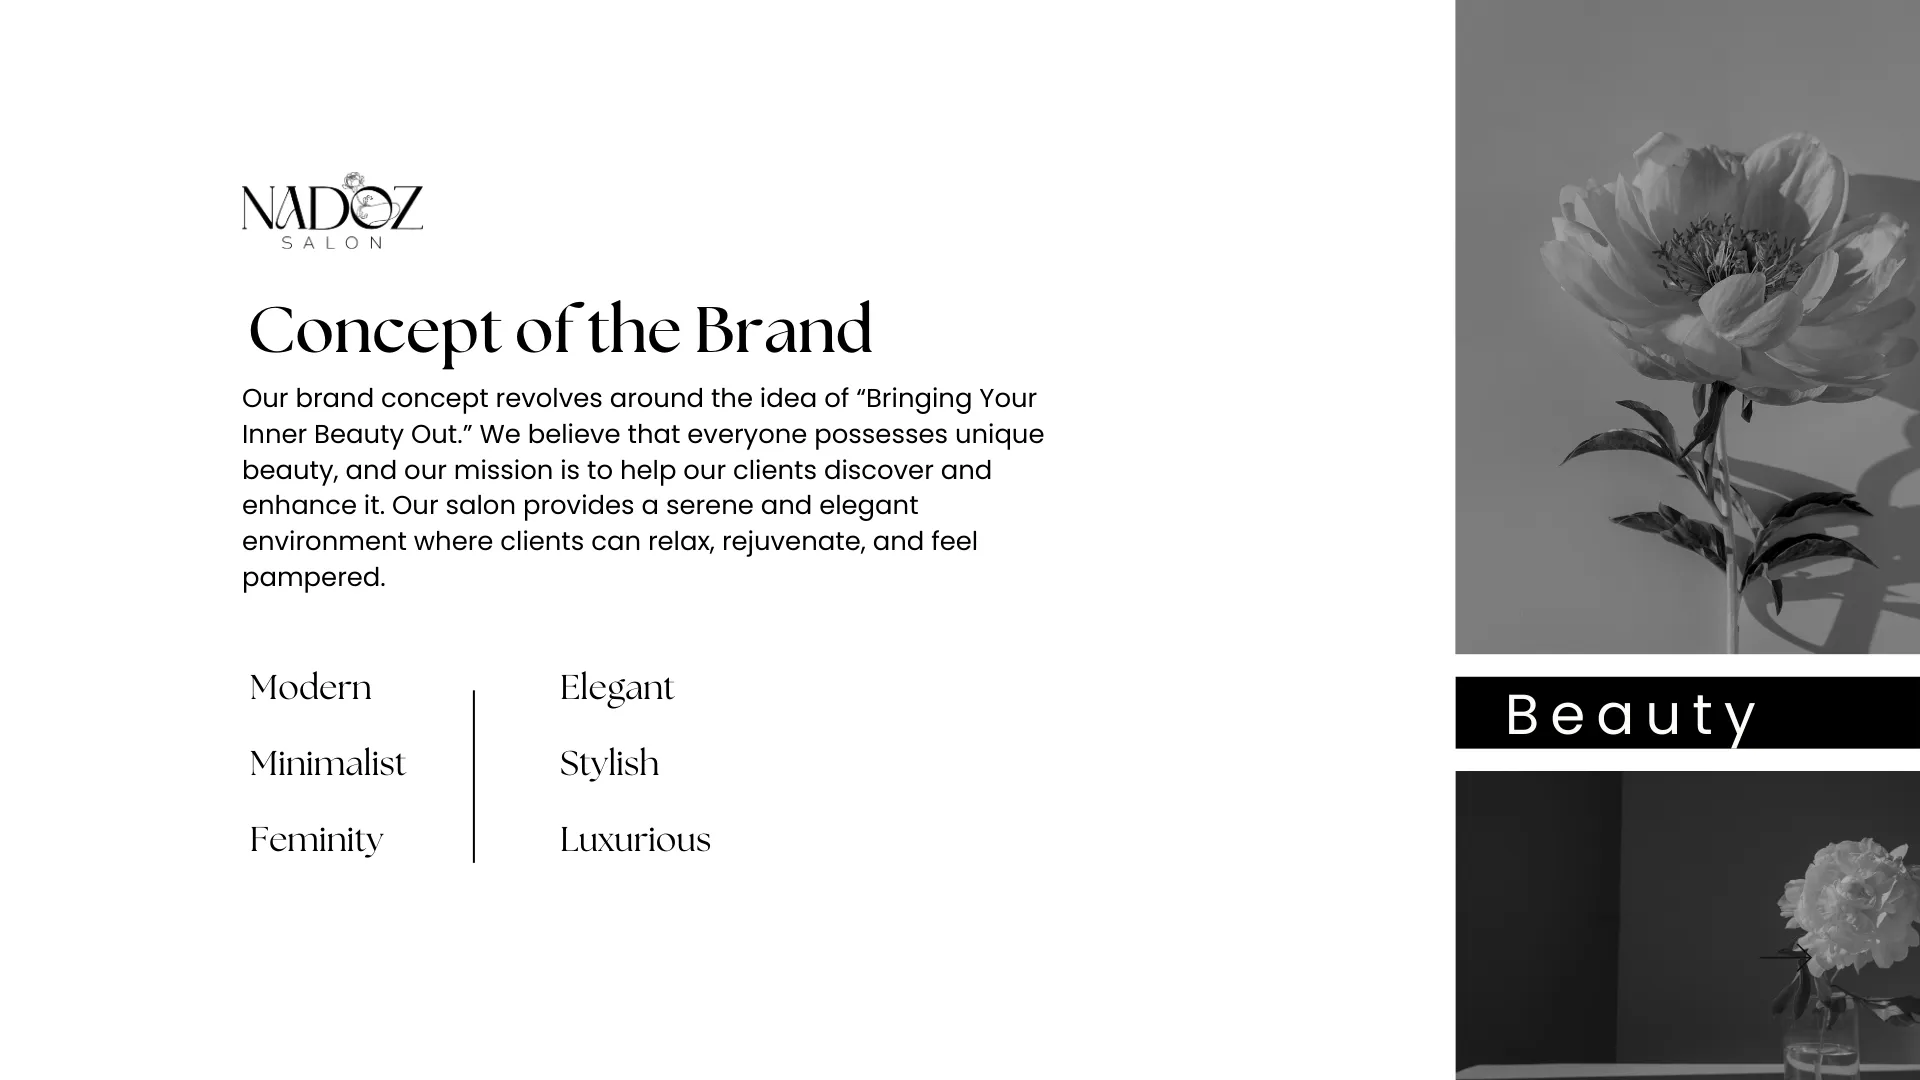 NADOZ
SALON
Concept of the Brand
Our brand concept revolves around the idea of “Bringing Your
Inner Beauty Out.” We believe that everyone possesses unique
beauty, and our mission is to help our clients discover and
enhance it. Our salon provides a serene and elegant
environment where clients can relax, rejuvenate, and feel
pampered.
Modern
Minimalist
Feminity
Elegant
Stylish
Luxurious
Beauty